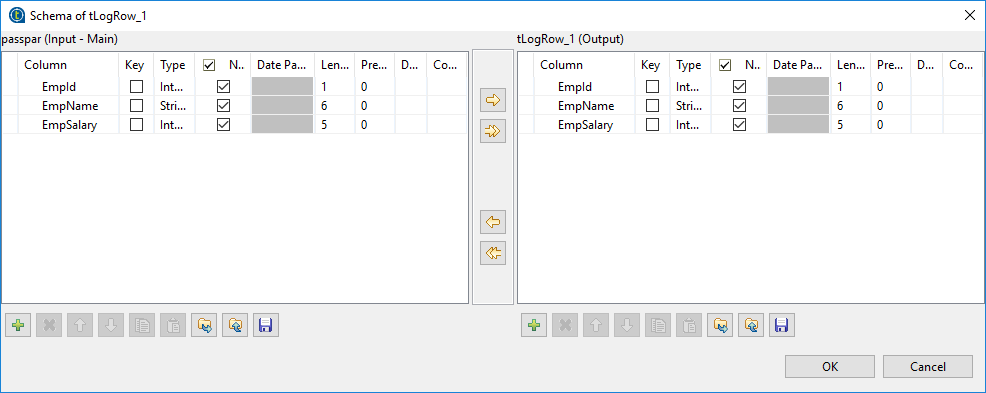 Schema of tLogRow_1
passpar (Input - Main)
Column Key Type N.. Date Pa... Len... Pre... D... Co...
EmpId Int... 1 0
EmpName Stri... 6 0
EmpSalary Int... 5 0
tLogRow_1 (Output)
Column Key Type N.. Date Pa... Len... Pre... D... Co...
EmpId Int... 1 0
EmpName Stri... 6 0
EmpSalary Int... 5 0
OK Cancel